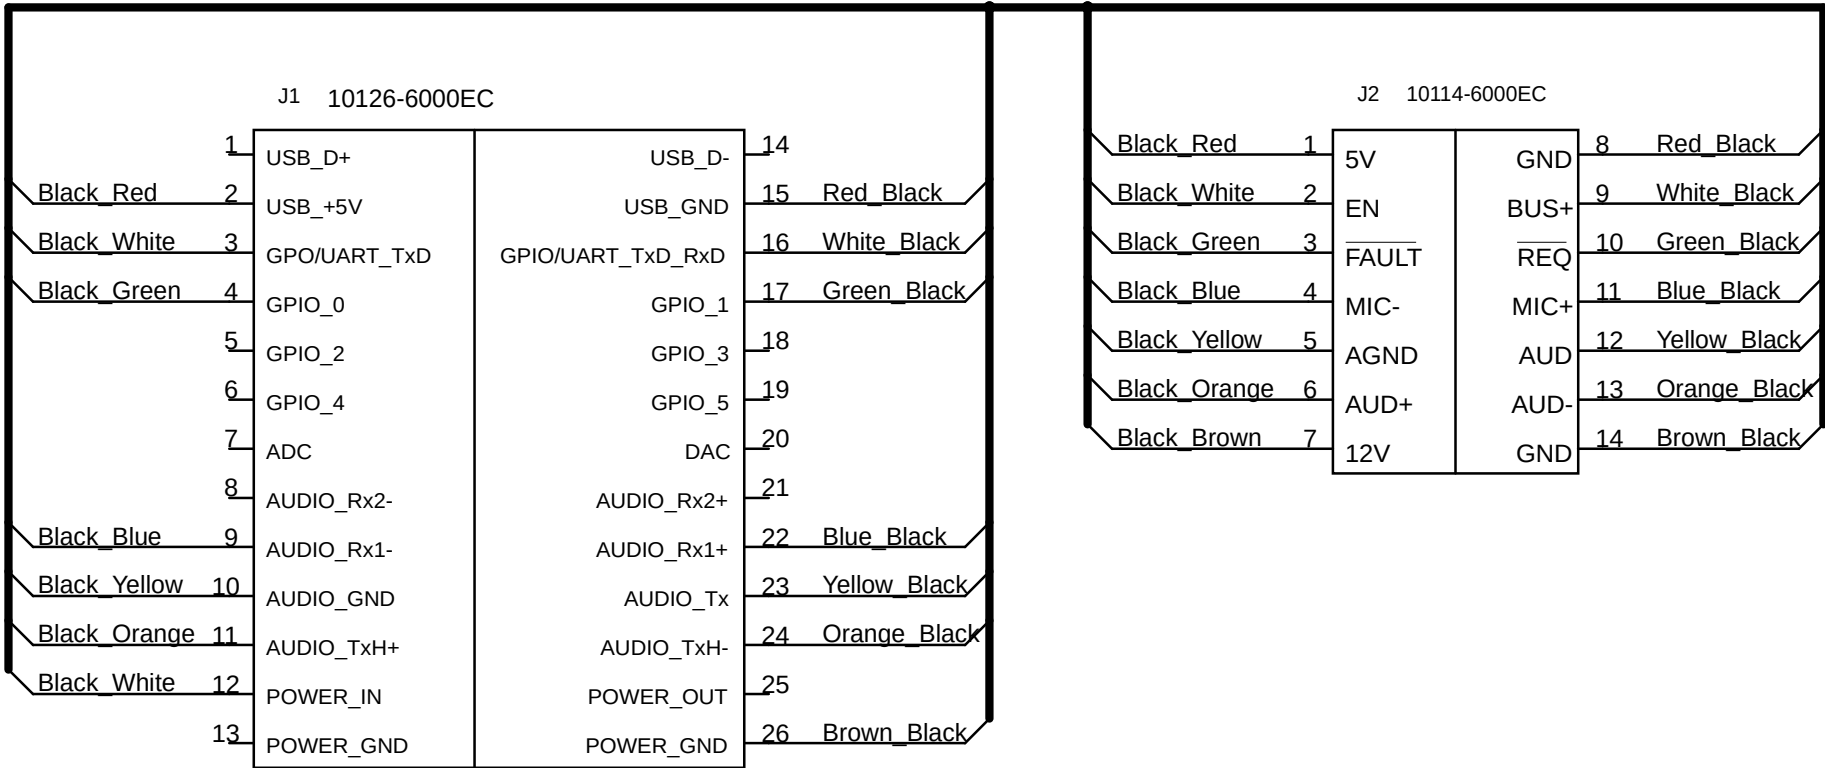 J1 10126-6000EC
1 USB_D+ USB_D- 14
Black_Red 2 USB_+5V USB_GND 15 Red_Black
Black_White 3 GPO/UART_TxD GPIO/UART_TxD_RxD 16 White_Black
Black_Green 4 GPIO_0 GPIO_1 17 Green_Black
5 GPIO_2 GPIO_3 18
6 GPIO_4 GPIO_5 19
7 ADC DAC 20
8 AUDIO_Rx2- AUDIO_Rx2+ 21
Black_Blue 9 AUDIO_Rx1- AUDIO_Rx1+ 22 Blue_Black
Black_Yellow 10 AUDIO_GND AUDIO_Tx 23 Yellow_Black
Black_Orange 11 AUDIO_TxH+ AUDIO_TxH- 24 Orange_Black
Black_White 12 POWER_IN POWER_OUT 25
13 POWER_GND POWER_GND 26 Brown_Black
J2 10114-6000EC
Black_Red 1 5V GND 8 Red_Black
Black_White 2 EN BUS+ 9 White_Black
Black_Green 3 FAULT REQ 10 Green_Black
Black_Blue 4 MIC- MIC+ 11 Blue_Black
Black_Yellow 5 AGND AUD 12 Yellow_Black
Black_Orange 6 AUD+ AUD- 13 Orange_Black
Black_Brown 7 12V GND 14 Brown_Black